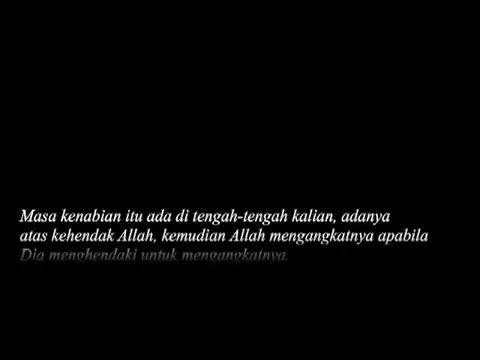 Masa kenabian itu ada di tengah-tengah kalian, adanya
atas kehendak Allah, kemudian Allah mengangkatnya apabila
Dia menghendaki untuk mengangkatnya.